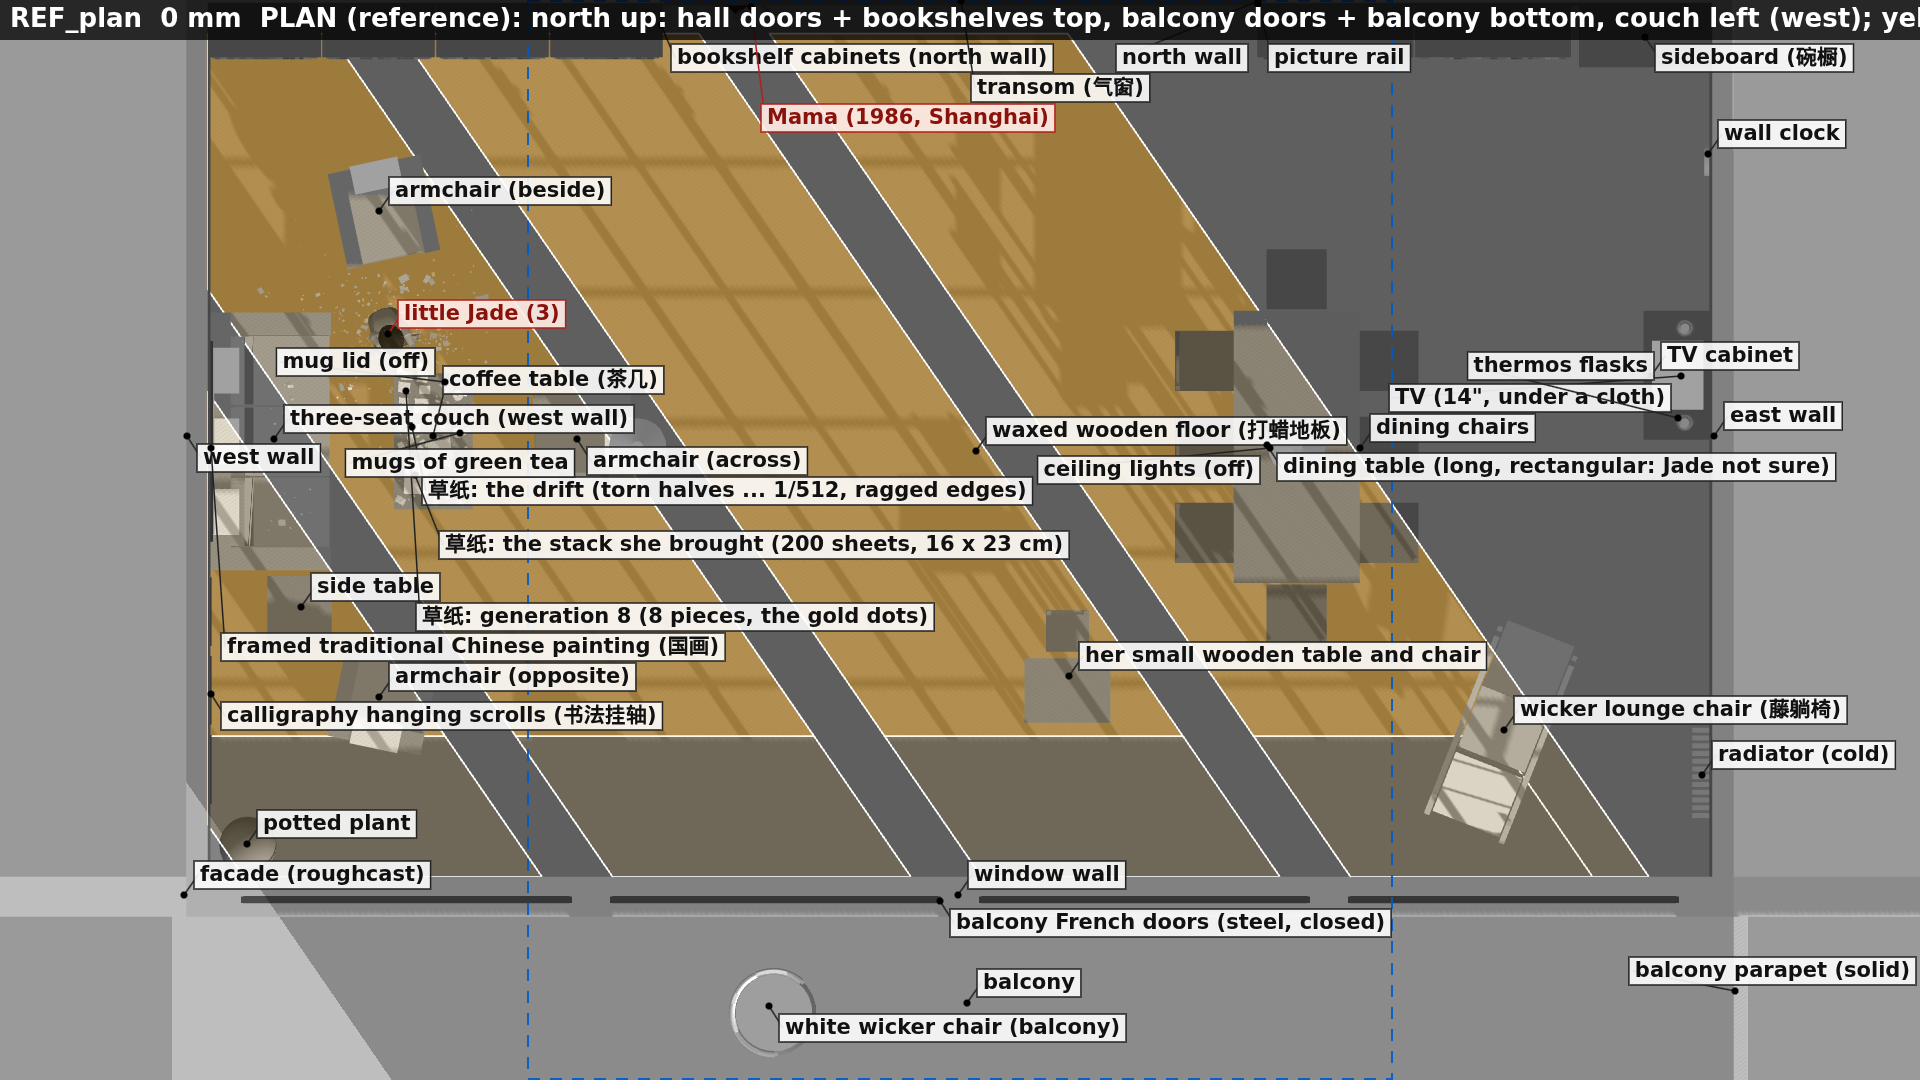 REF_plan 0 mm PLAN (reference): north up: hall doors + bookshelves top, balcony doors + balcony bottom, couch left (west); yel
bookshelf cabinets (north wall)
north wall
picture rail
sideboard (碗橱)
transom (气窗)
Mama (1986, Shanghai)
wall clock
armchair (beside)
little Jade (3)
mug lid (off)
coffee table (茶几)
thermos flasks
TV cabinet
TV (14", under a cloth)
three-seat couch (west wall)
waxed wooden floor (打蜡地板)
dining chairs
east wall
west wall
mugs of green tea
armchair (across)
ceiling lights (off)
dining table (long, rectangular: Jade not sure)
草纸: the drift (torn halves ... 1/512, ragged edges)
草纸: the stack she brought (200 sheets, 16 x 23 cm)
side table
草纸: generation 8 (8 pieces, the gold dots)
framed traditional Chinese painting (国画)
her small wooden table and chair
armchair (opposite)
calligraphy hanging scrolls (书法挂轴)
wicker lounge chair (藤躺椅)
radiator (cold)
potted plant
facade (roughcast)
window wall
balcony French doors (steel, closed)
balcony
balcony parapet (solid)
white wicker chair (balcony)